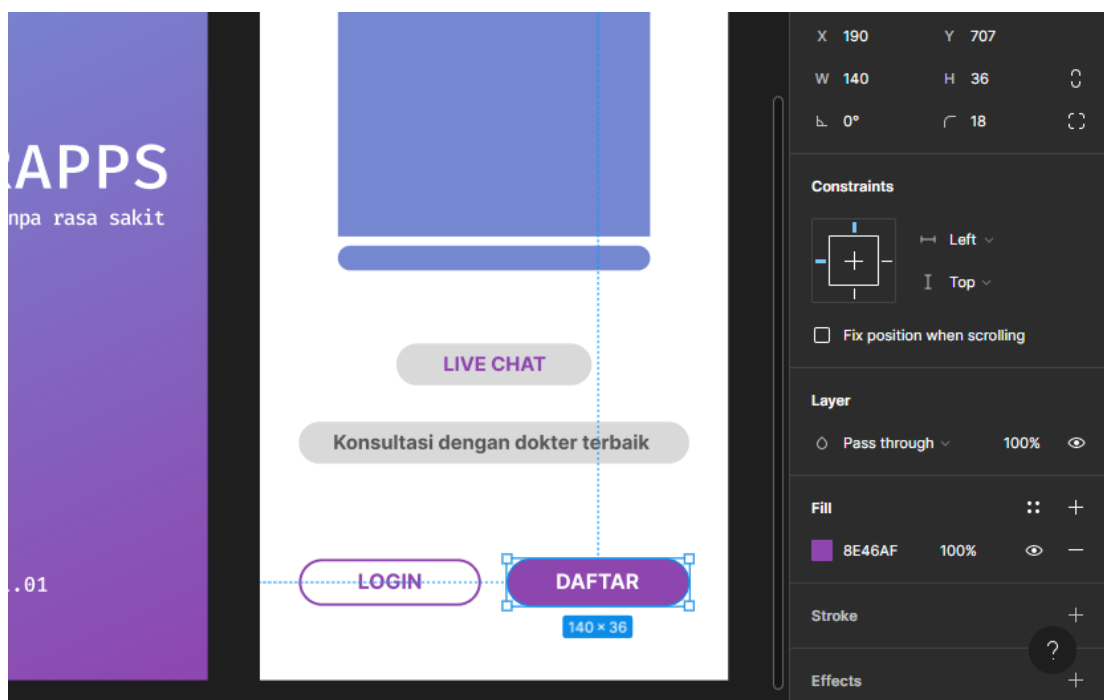 RAPPS
npa rasa sakit
.01
LIVE CHAT
Konsultasi dengan dokter terbaik
LOGIN
DAFTAR
140 × 36
X 190 Y 707
W 140 H 36
0° 18
Constraints
Left
Top
Fix position when scrolling
Layer
Pass through 100%
Fill
8E46AF 100%
Stroke
?
Effects